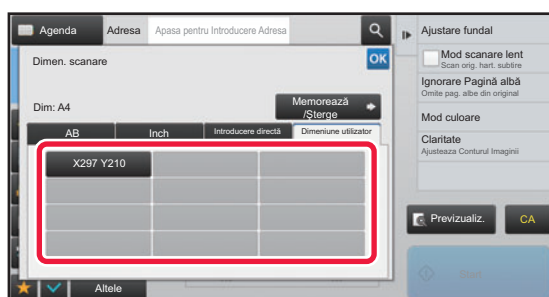 Agenda
Adresa
Apasa pentru Introducere Adresa
Dimen. scanare
OK
Dim: A4
Memorează
/Şterge
AB
Inch
Introducere directă
Dimeniune utilizator
X297 Y210
Altele
Ajustare fundal
Mod scanare lent
Scan orig. hart. subtire
Ignorare Pagină albă
Omite pag. albe din original
Mod culoare
Claritate
Ajusteaza Conturul Imaginii
Previzualiz.
CA
Start